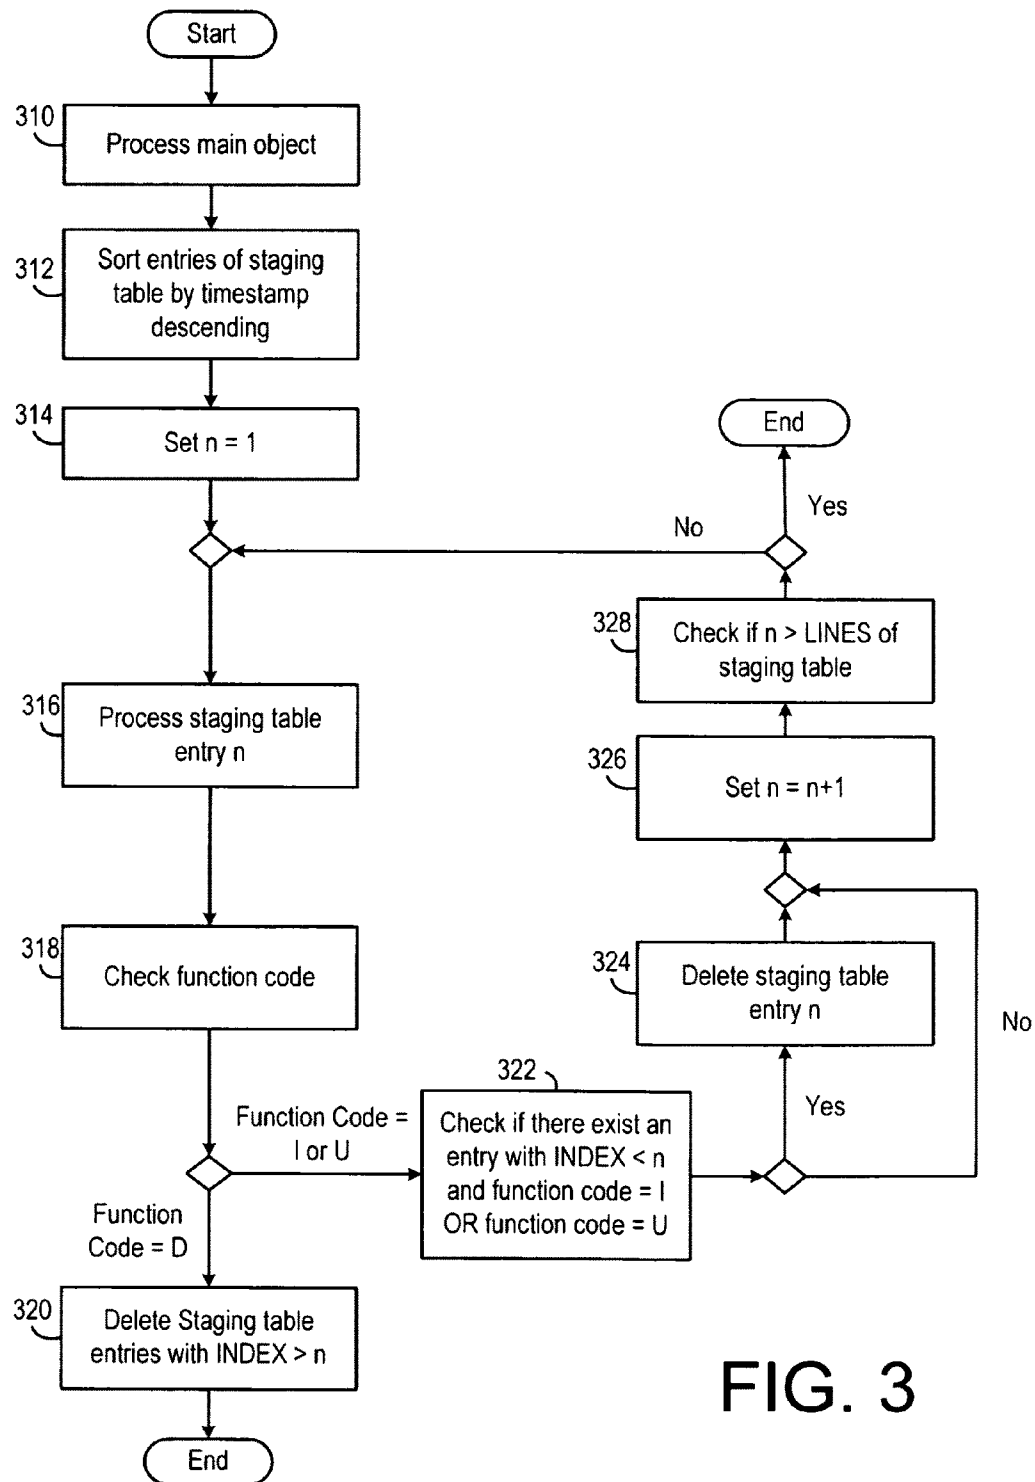 Start
310
Process main object
312
Sort entries of staging
table by timestamp
descending
314
Set n = 1
End
Yes
No
328
Check if n > LINES of
staging table
316
Process staging table
entry n
326
Set n = n+1
318
Check function code
324
Delete staging table
entry n
No
Yes
322
Function Code =
I or U
Check if there exist an
entry with INDEX < n
and function code = I
OR function code = U
Function
Code = D
320
Delete Staging table
entries with INDEX > n
End
FIG. 3